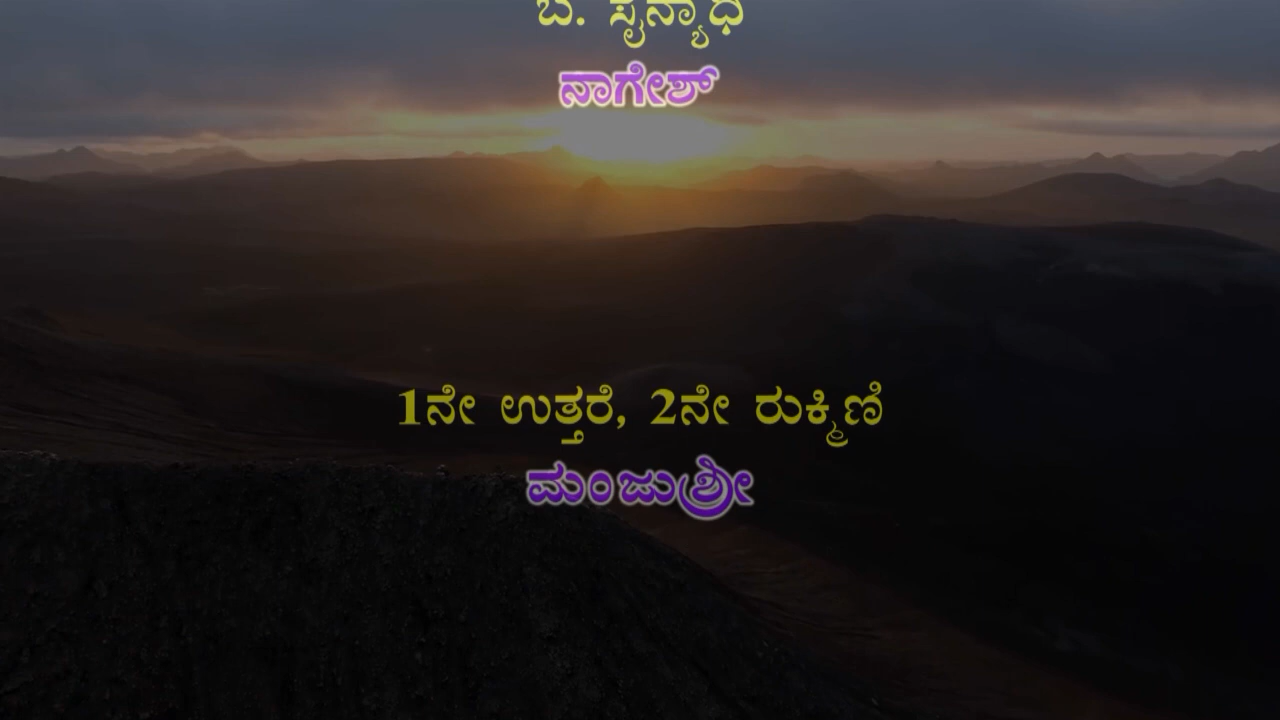 ಬ. ಸೈನ್ಯಾಧಿ
ನಾಗೇಶ್
1ನೇ ಉತ್ತರೆ, 2ನೇ ರುಕ್ಮಿಣಿ
ಮಂಜುಶ್ರೀ